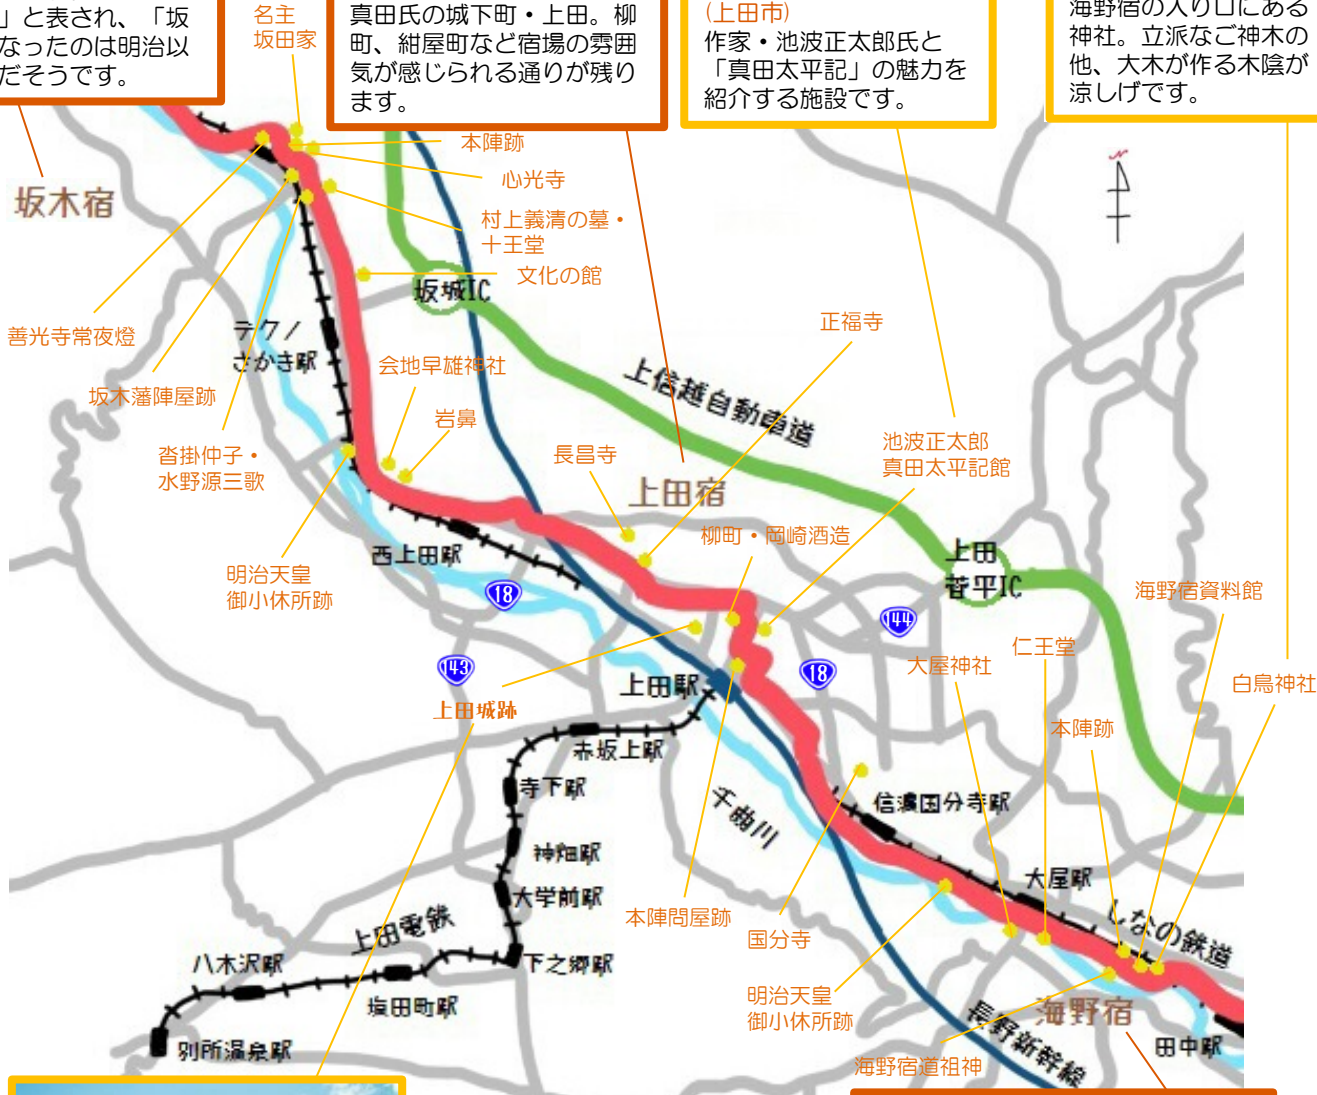 」と表され、「坂
なったのは明治以
だそうです。
名主
坂田家
真田氏の城下町・上田。柳
町、紺屋町など宿場の雰囲
気が感じられる通りが残り
ます。
(上田市)
作家・池波正太郎氏と
「真田太平記」の魅力を
紹介する施設です。
海野宿の入り口にある
神社。立派なご神木の
他、大木が作る木陰が
涼しげです。
本陣跡
心光寺
坂木宿
村上義清の墓・
十王堂
文化の館
坂城IC
善光寺常夜燈
テクノ
さかき駅
正福寺
会地早雄神社
上信越自動車道
坂木藩陣屋跡
岩鼻
沓掛仲子・
水野源三歌
長昌寺
池波正太郎
真田太平記館
上田宿
柳町・岡崎酒造
西上田駅
上田
菅平IC
明治天皇
御小休所跡
18
海野宿資料館
144
仁王堂
大屋神社
143
18
上田駅
白鳥神社
上田城跡
本陣跡
赤坂上駅
寺下駅
千曲川
信濃国分寺駅
神畑駅
大屋駅
大学前駅
本陣問屋跡
しなの鉄道
上田電鉄
国分寺
八木沢駅
下之郷駅
塩田町駅
明治天皇
御小休所跡
海野宿
長野新幹線
別所温泉駅
田中駅
海野宿道祖神